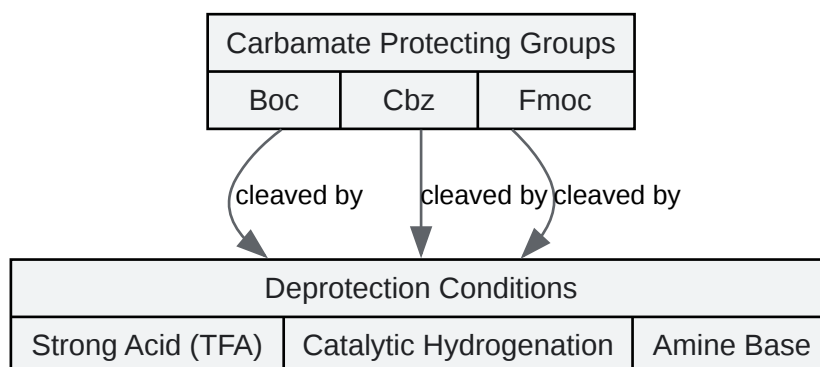 Carbamate Protecting Groups
Boc Cbz Fmoc
cleaved by cleaved by cleaved by
Deprotection Conditions
Strong Acid (TFA) Catalytic Hydrogenation Amine Base